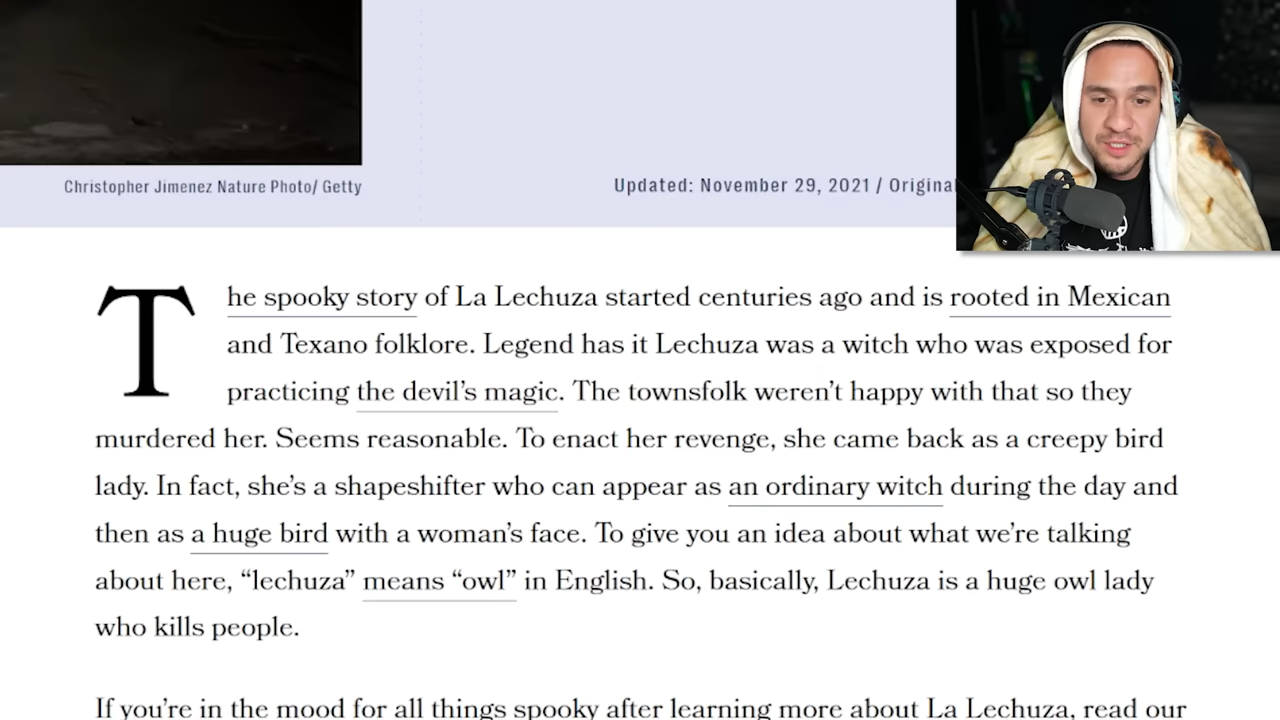 Christopher Jimenez Nature Photo/ Getty
Updated: November 29, 2021 / Original
The spooky story of La Lechuza started centuries ago and is rooted in Mexican
and Texano folklore. Legend has it Lechuza was a witch who was exposed for
practicing the devil’s magic. The townsfolk weren’t happy with that so they
murdered her. Seems reasonable. To enact her revenge, she came back as a creepy bird
lady. In fact, she’s a shapeshifter who can appear as an ordinary witch during the day and
then as a huge bird with a woman’s face. To give you an idea about what we’re talking
about here, “lechuza” means “owl” in English. So, basically, Lechuza is a huge owl lady
who kills people.
If you’re in the mood for all things spooky after learning more about La Lechuza, read our